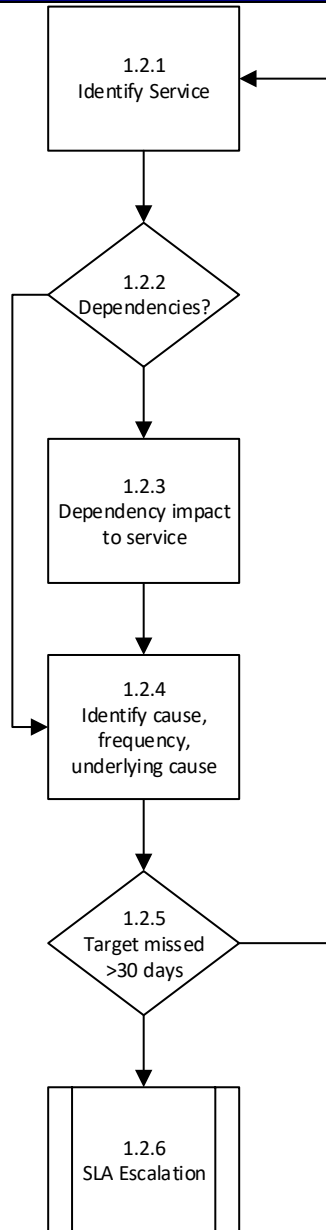 1.2.1
Identify Service
1.2.2
Dependencies?
1.2.3
Dependency impact
to service
1.2.4
Identify cause,
frequency,
underlying cause
1.2.5
Target missed
>30 days
1.2.6
SLA Escalation